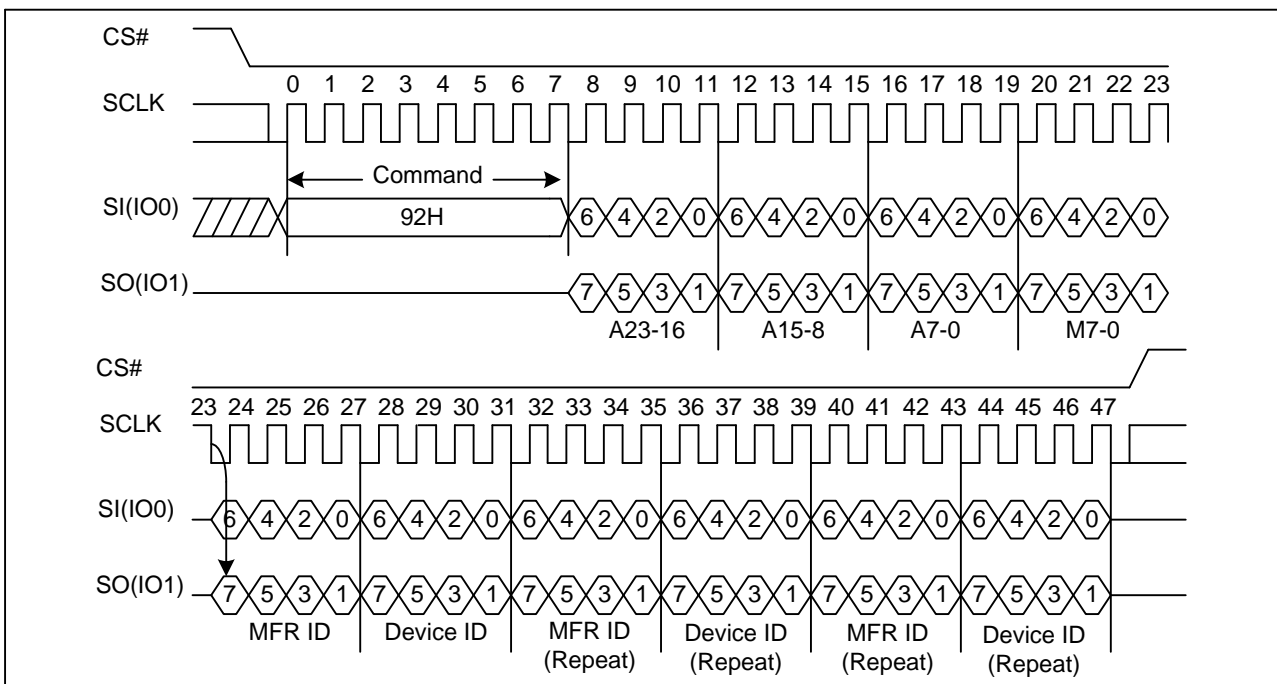 CS#
0 1 2 3 4 5 6 7 8 9 10 11 12 13 14 15 16 17 18 19 20 21 22 23
SCLK
Command
SI(IO0) 92H 6 4 2 0 6 4 2 0 6 4 2 0 6 4 2 0
SO(IO1) 7 5 3 1 7 5 3 1 7 5 3 1 7 5 3 1
A23-16 A15-8 A7-0 M7-0
CS#
23 24 25 26 27 28 29 30 31 32 33 34 35 36 37 38 39 40 41 42 43 44 45 46 47
SCLK
SI(IO0) 6 4 2 0 6 4 2 0 6 4 2 0 6 4 2 0 6 4 2 0 6 4 2 0
SO(IO1) 7 5 3 1 7 5 3 1 7 5 3 1 7 5 3 1 7 5 3 1 7 5 3 1
MFR ID Device ID MFR ID Device ID MFR ID Device ID
(Repeat) (Repeat) (Repeat) (Repeat)